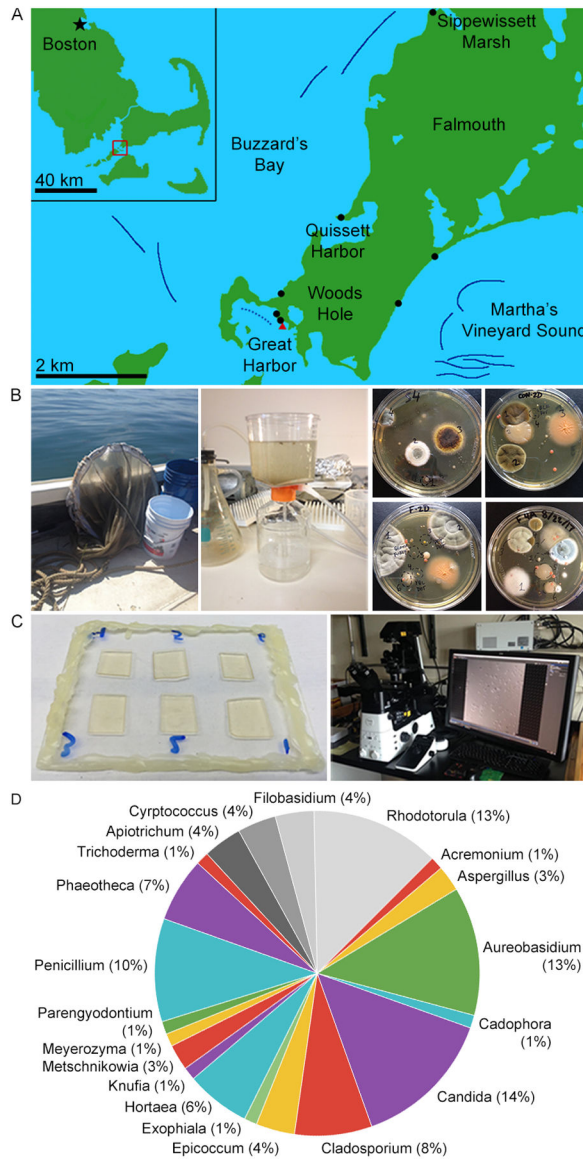 A
Boston
40 km
Sippewissett
Marsh
Falmouth
Buzzard's
Bay
Quissett
Harbor
Woods
Hole
Great
Harbor
Martha's
Vineyard Sound
2 km
B
C
D
Filobasidium (4%)
Cyrptococcus (4%)
Apiotrichum (4%)
Trichoderma (1%)
Phaeotheca (7%)
Penicillium (10%)
Parengyodontium
(1%)
Meyerozyma (1%)
Metschnikowia (3%)
Knufia (1%)
Hortaea (6%)
Exophiala (1%)
Epicoccum (4%)
Cladosporium (8%)
Candida (14%)
Cadophora
(1%)
Aureobasidium
(13%)
Aspergillus (3%)
Acremonium (1%)
Rhodotorula (13%)